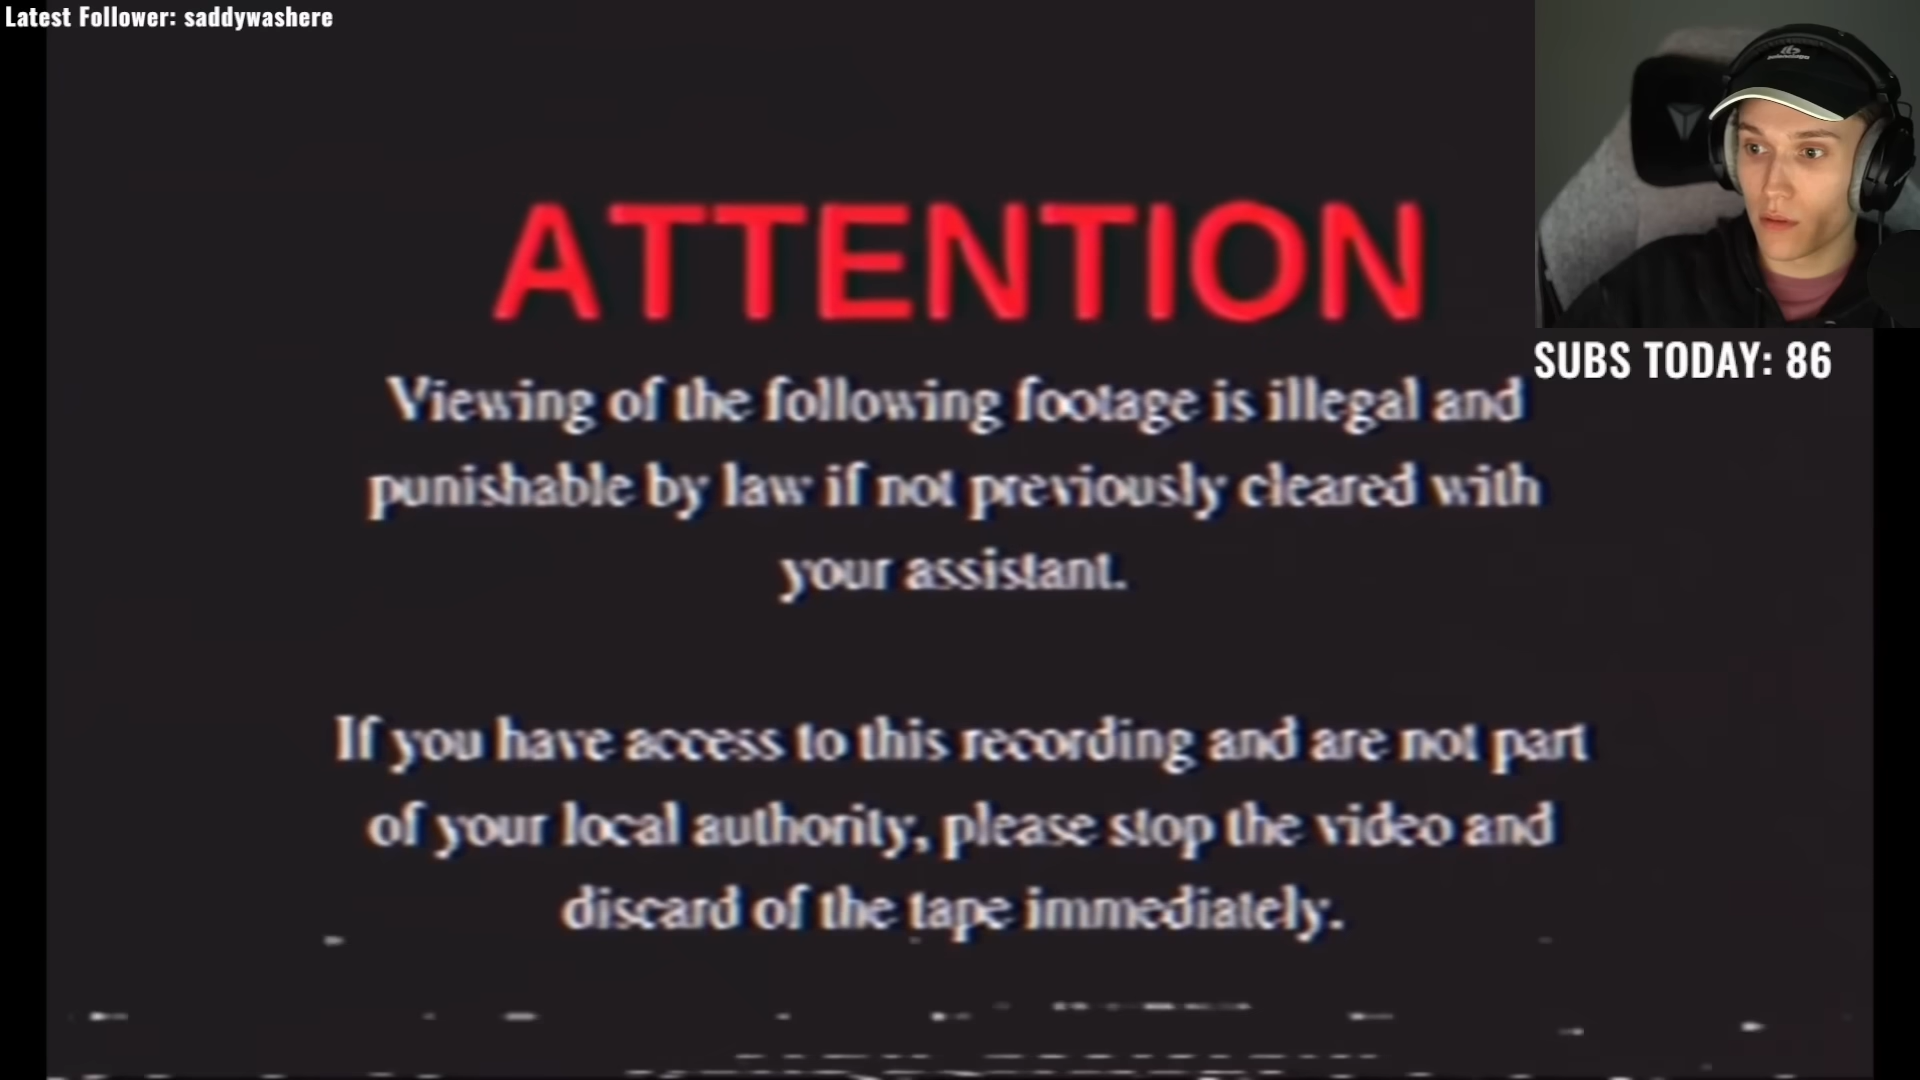 Latest Follower: saddywashere
ATTENTION
SUBS TODAY: 86
Viewing of the following footage is illegal and
punishable by law if not previously cleared with
your assistant.
If you have access to this recording and are not part
of your local authority, please stop the video and
discard of the tape immediately.